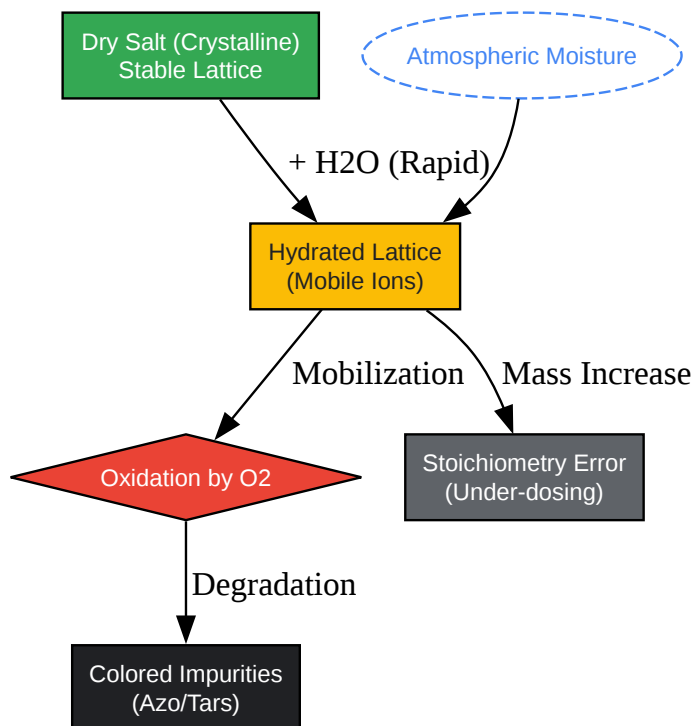 Dry Salt (Crystalline)
Stable Lattice
Atmospheric Moisture
+ H2O (Rapid)
Hydrated Lattice
(Mobile Ions)
Mobilization
Mass Increase
Oxidation by O2
Stoichiometry Error
(Under-dosing)
Degradation
Colored Impurities
(Azo/Tars)